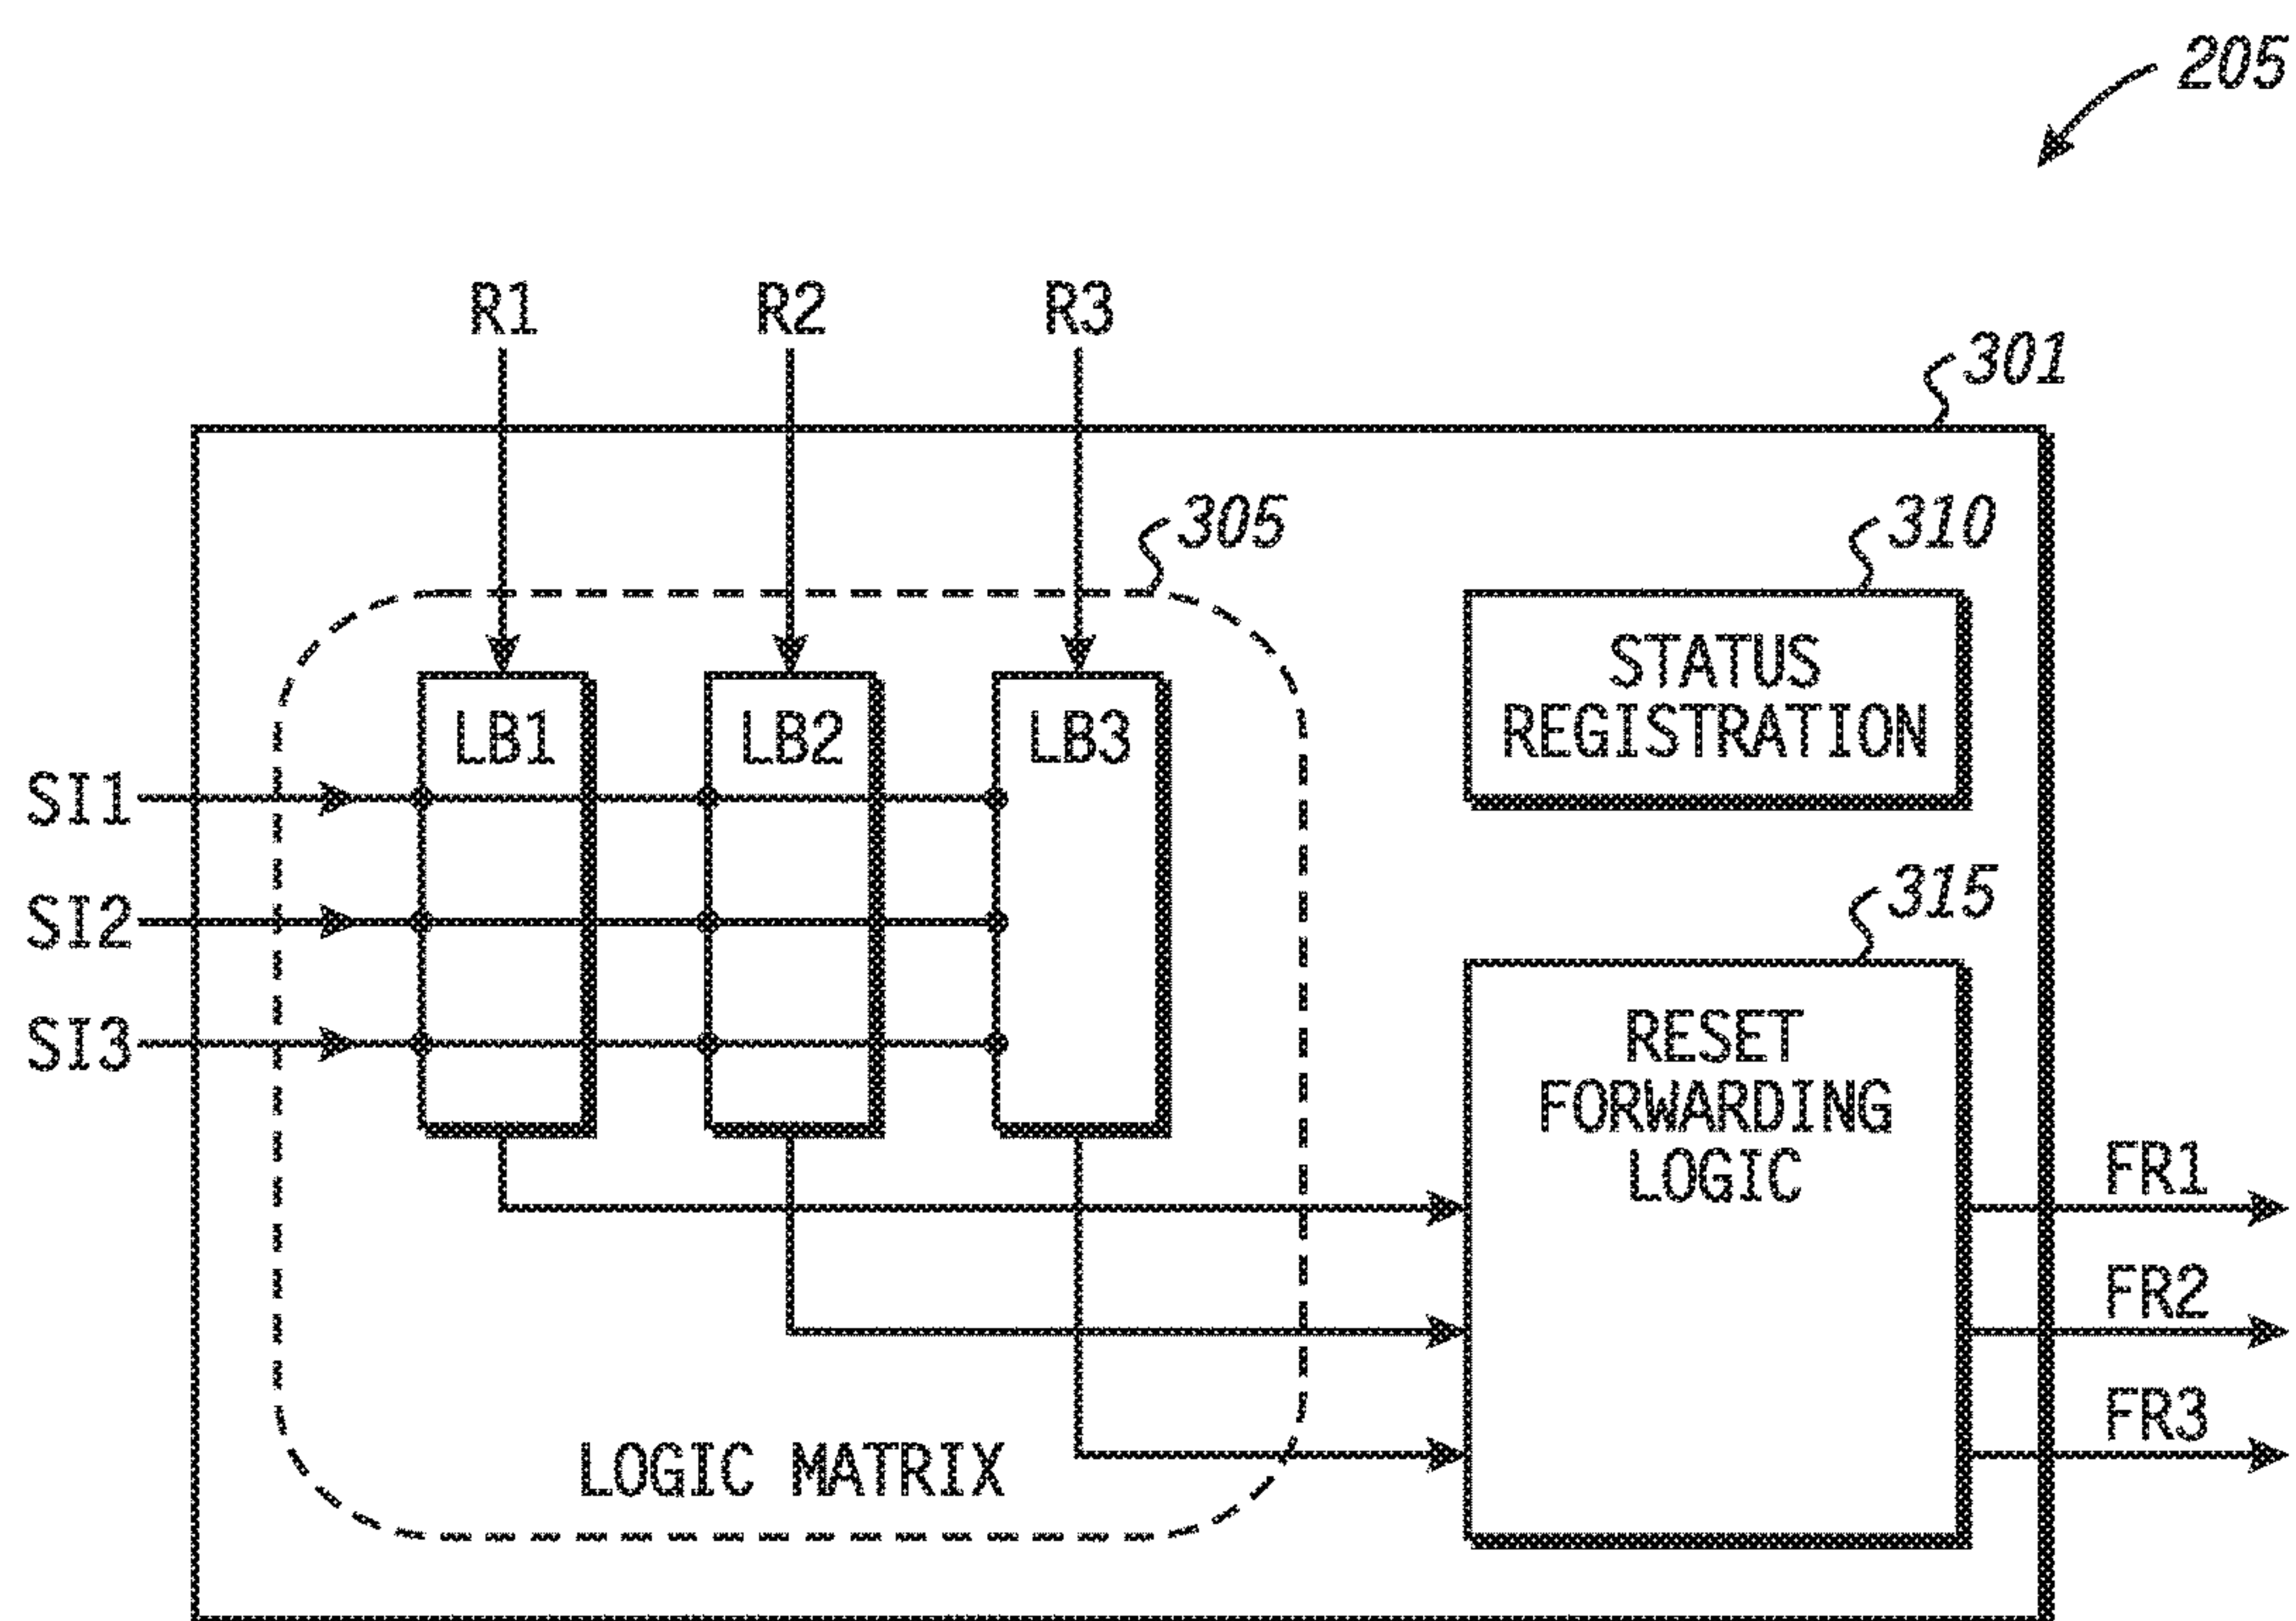 205
R1 R2 R3
301
305
310
STATUS
REGISTRATION
LB1 LB2 LB3
SI1
SI2
SI3
315
RESET
FORWARDING
LOGIC
FR1
FR2
FR3
LOGIC MATRIX